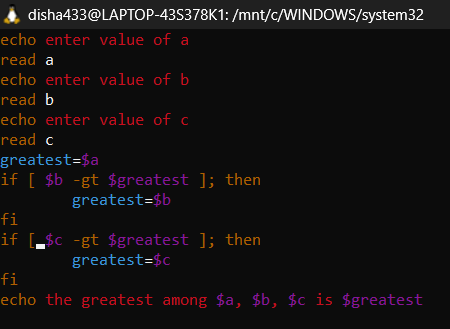 disha433@LAPTOP-43S378K1: /mnt/c/WINDOWS/system32
echo enter value of a
read a
echo enter value of b
read b
echo enter value of c
read c
greatest=$a
if [ $b -gt $greatest ]; then
        greatest=$b
fi
if [ $c -gt $greatest ]; then
        greatest=$c
fi
echo the greatest among $a, $b, $c is $greatest